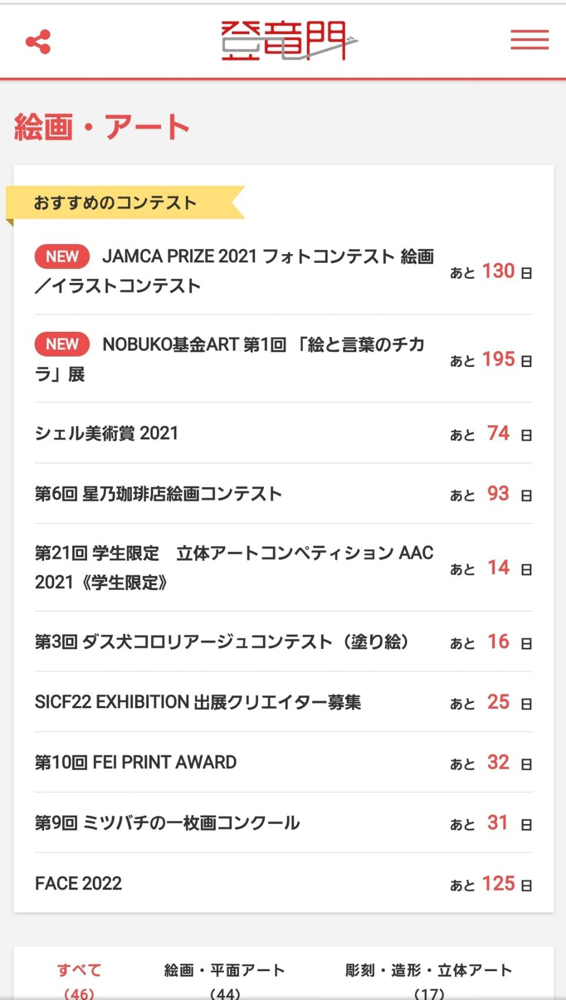 登竜門
絵画・アート
おすすめのコンテスト
NEW JAMCA PRIZE 2021 フォトコンテスト 絵画
／イラストコンテスト
あと 130 日
NEW NOBUKO基金ART 第1回 「絵と言葉のチカ
ラ」展
あと 195 日
シェル美術賞 2021
あと 74 日
第6回 星乃珈琲店絵画コンテスト
あと 93 日
第21回 学生限定　立体アートコンペティション AAC
2021《学生限定》
あと 14 日
第3回 ダス犬コロリアージュコンテスト（塗り絵）
あと 16 日
SICF22 EXHIBITION 出展クリエイター募集
あと 25 日
第10回 FEI PRINT AWARD
あと 32 日
第9回 ミツバチの一枚画コンクール
あと 31 日
FACE 2022
あと 125 日
すべて
（46）
絵画・平面アート
（44）
彫刻・造形・立体アート
（17）